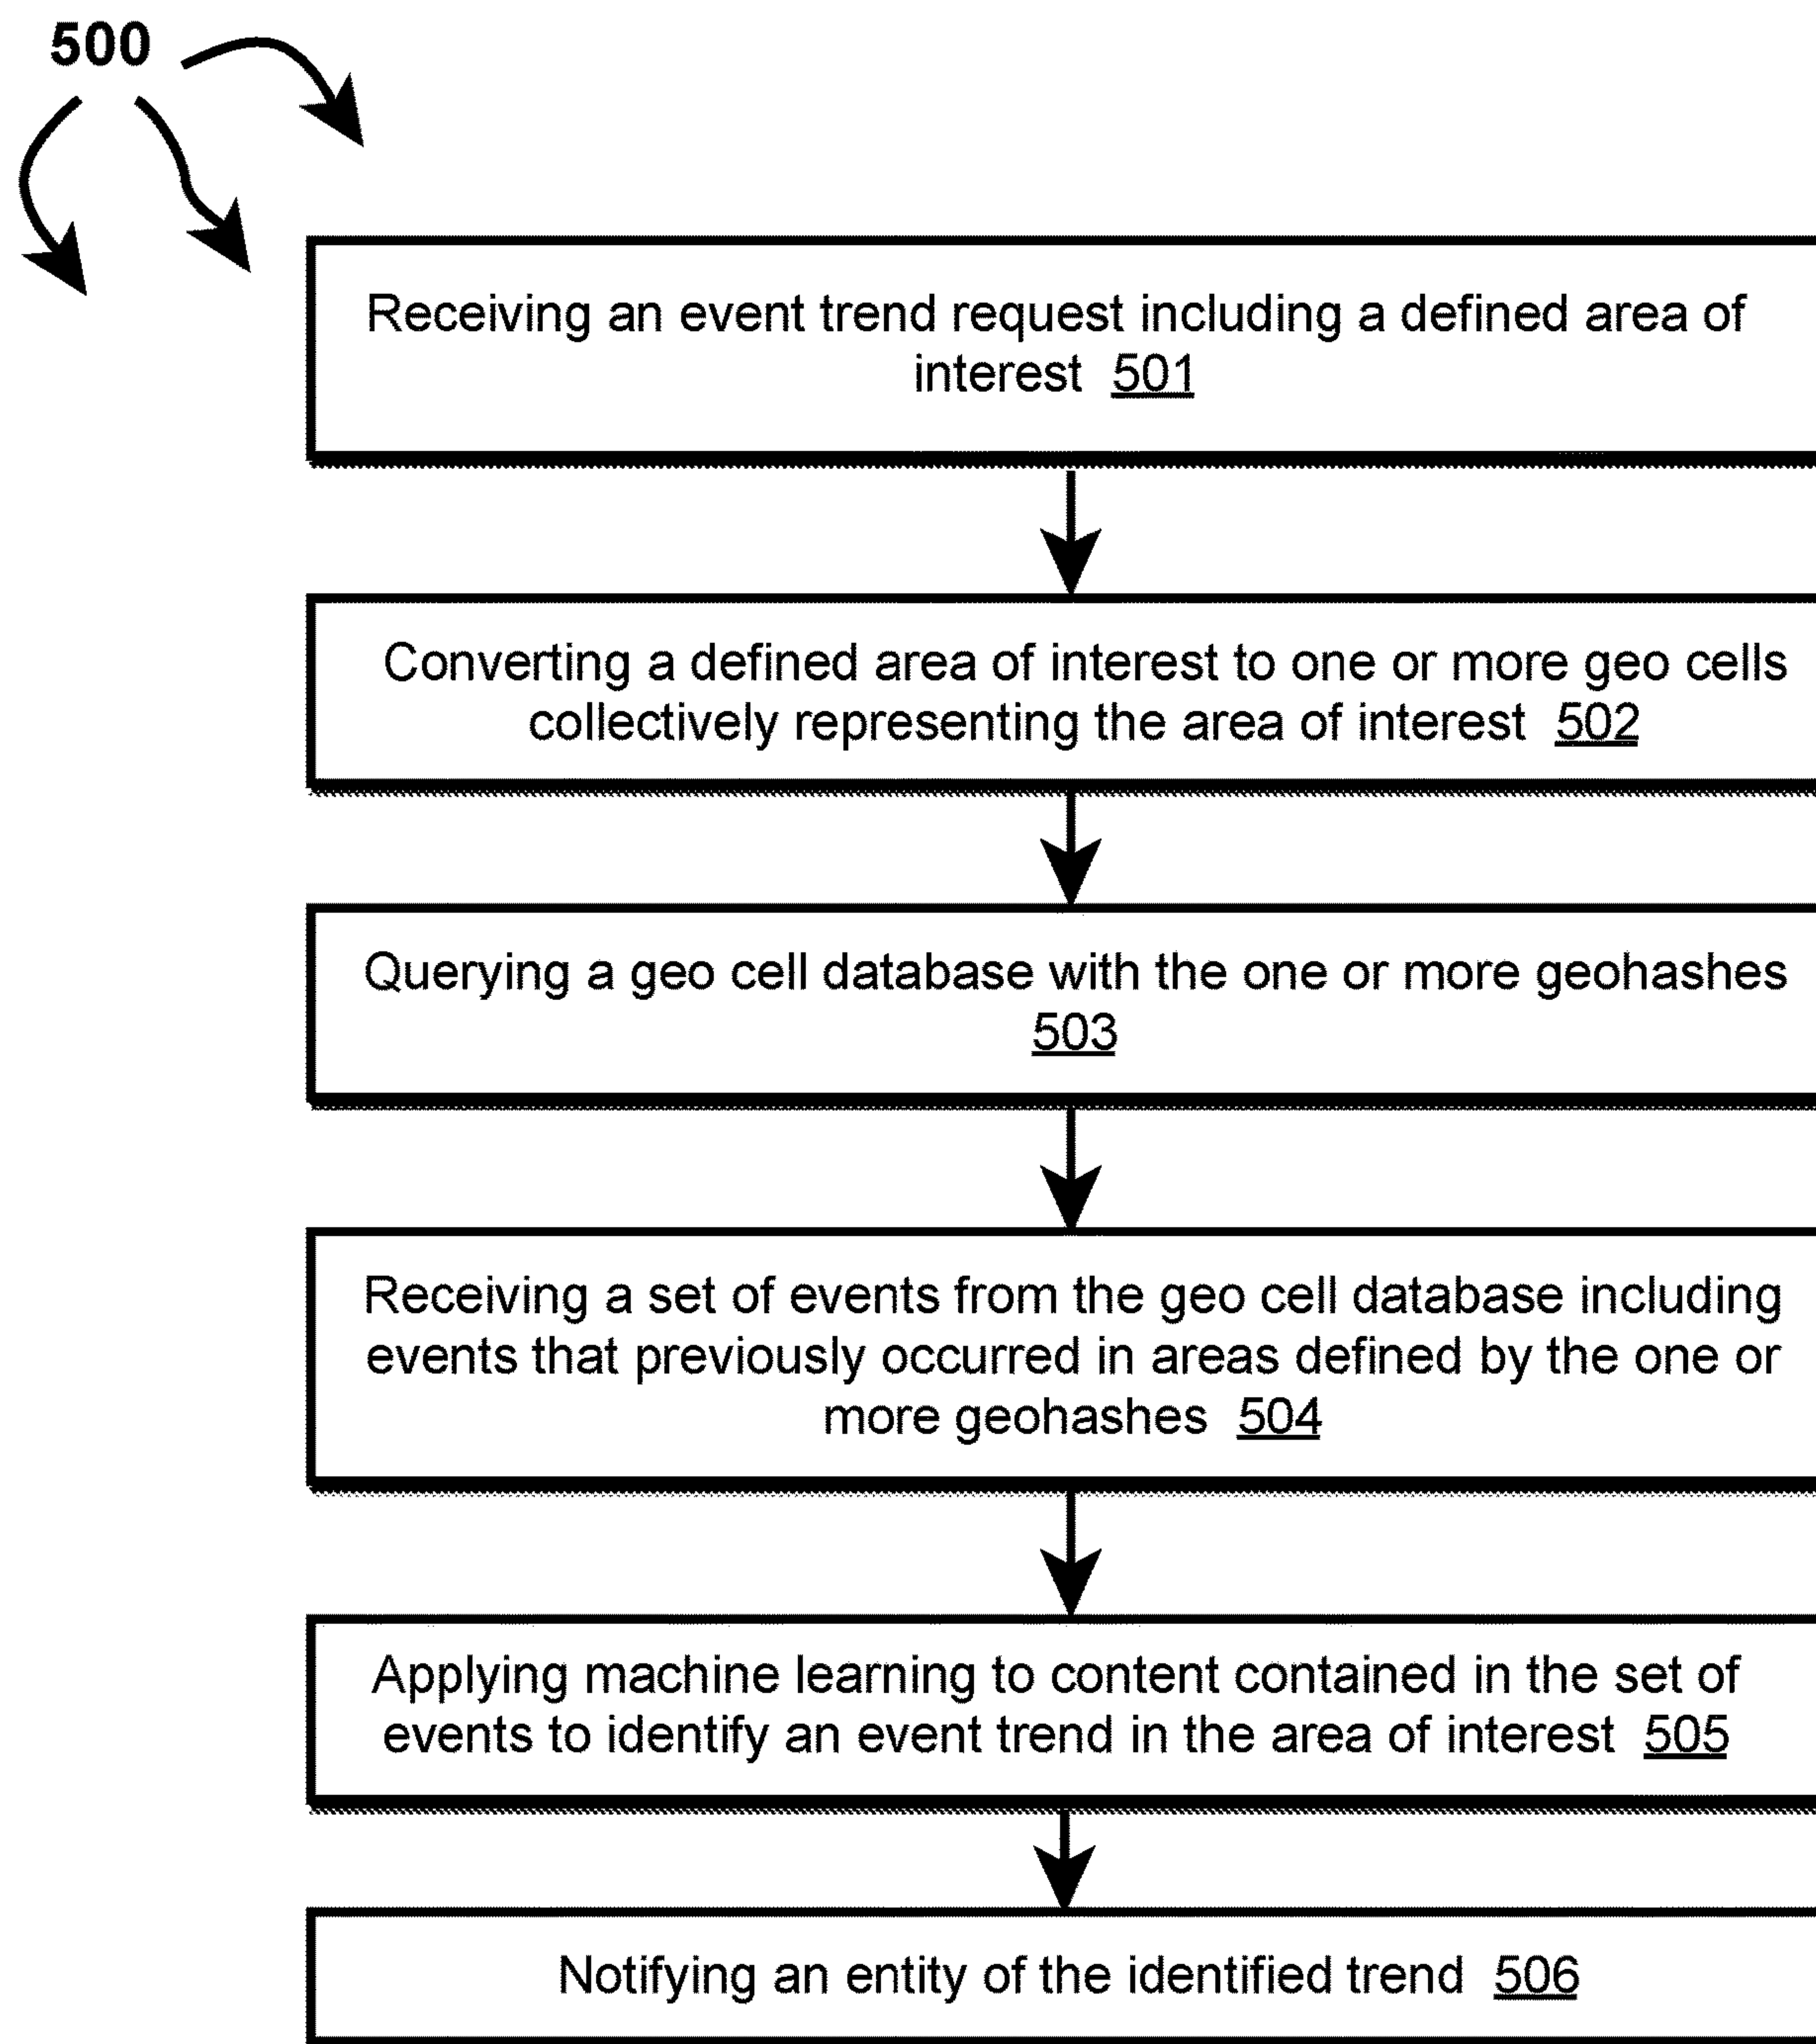 500
Receiving an event trend request including a defined area of
interest 501
Converting a defined area of interest to one or more geo cells
collectively representing the area of interest 502
Querying a geo cell database with the one or more geohashes
503
Receiving a set of events from the geo cell database including
events that previously occurred in areas defined by the one or
more geohashes 504
Applying machine learning to content contained in the set of
events to identify an event trend in the area of interest 505
Notifying an entity of the identified trend 506